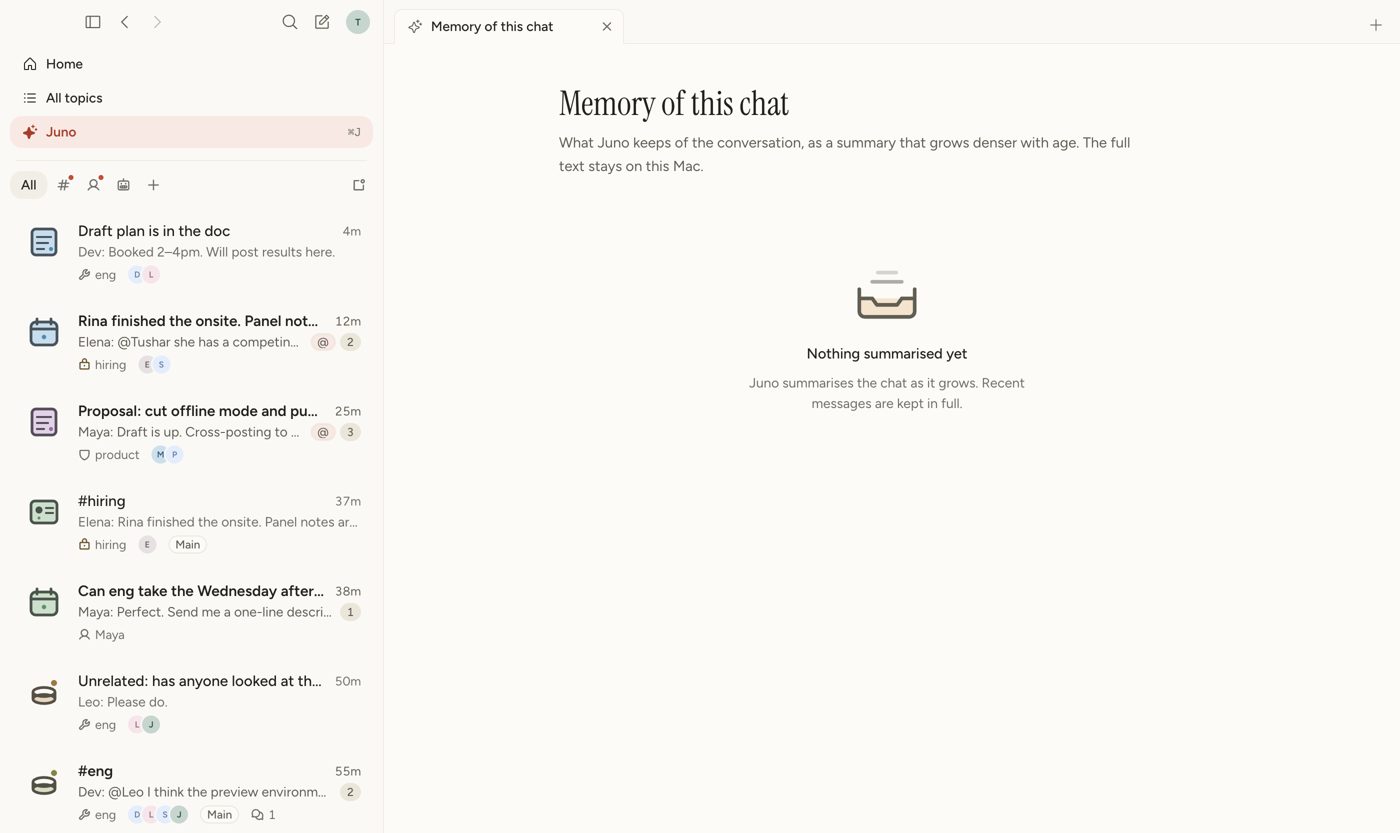 T
Memory of this chat
Home
All topics
Juno
⌘J
All
Draft plan is in the doc
4m
Dev: Booked 2–4pm. Will post results here.
eng
D
L
Rina finished the onsite. Panel not...
12m
Elena: @Tushar she has a competin...
@
2
hiring
E
S
Proposal: cut offline mode and pu...
25m
Maya: Draft is up. Cross-posting to ...
@
3
product
M
P
#hiring
37m
Elena: Rina finished the onsite. Panel notes ar...
hiring
E
Main
Can eng take the Wednesday after...
38m
Maya: Perfect. Send me a one-line descri...
1
Maya
Unrelated: has anyone looked at th...
50m
Leo: Please do.
eng
L
J
#eng
55m
Dev: @Leo I think the preview environm...
2
eng
D
L
S
J
Main
1
Memory of this chat
What Juno keeps of the conversation, as a summary that grows denser with age. The full
text stays on this Mac.
Nothing summarised yet
Juno summarises the chat as it grows. Recent
messages are kept in full.